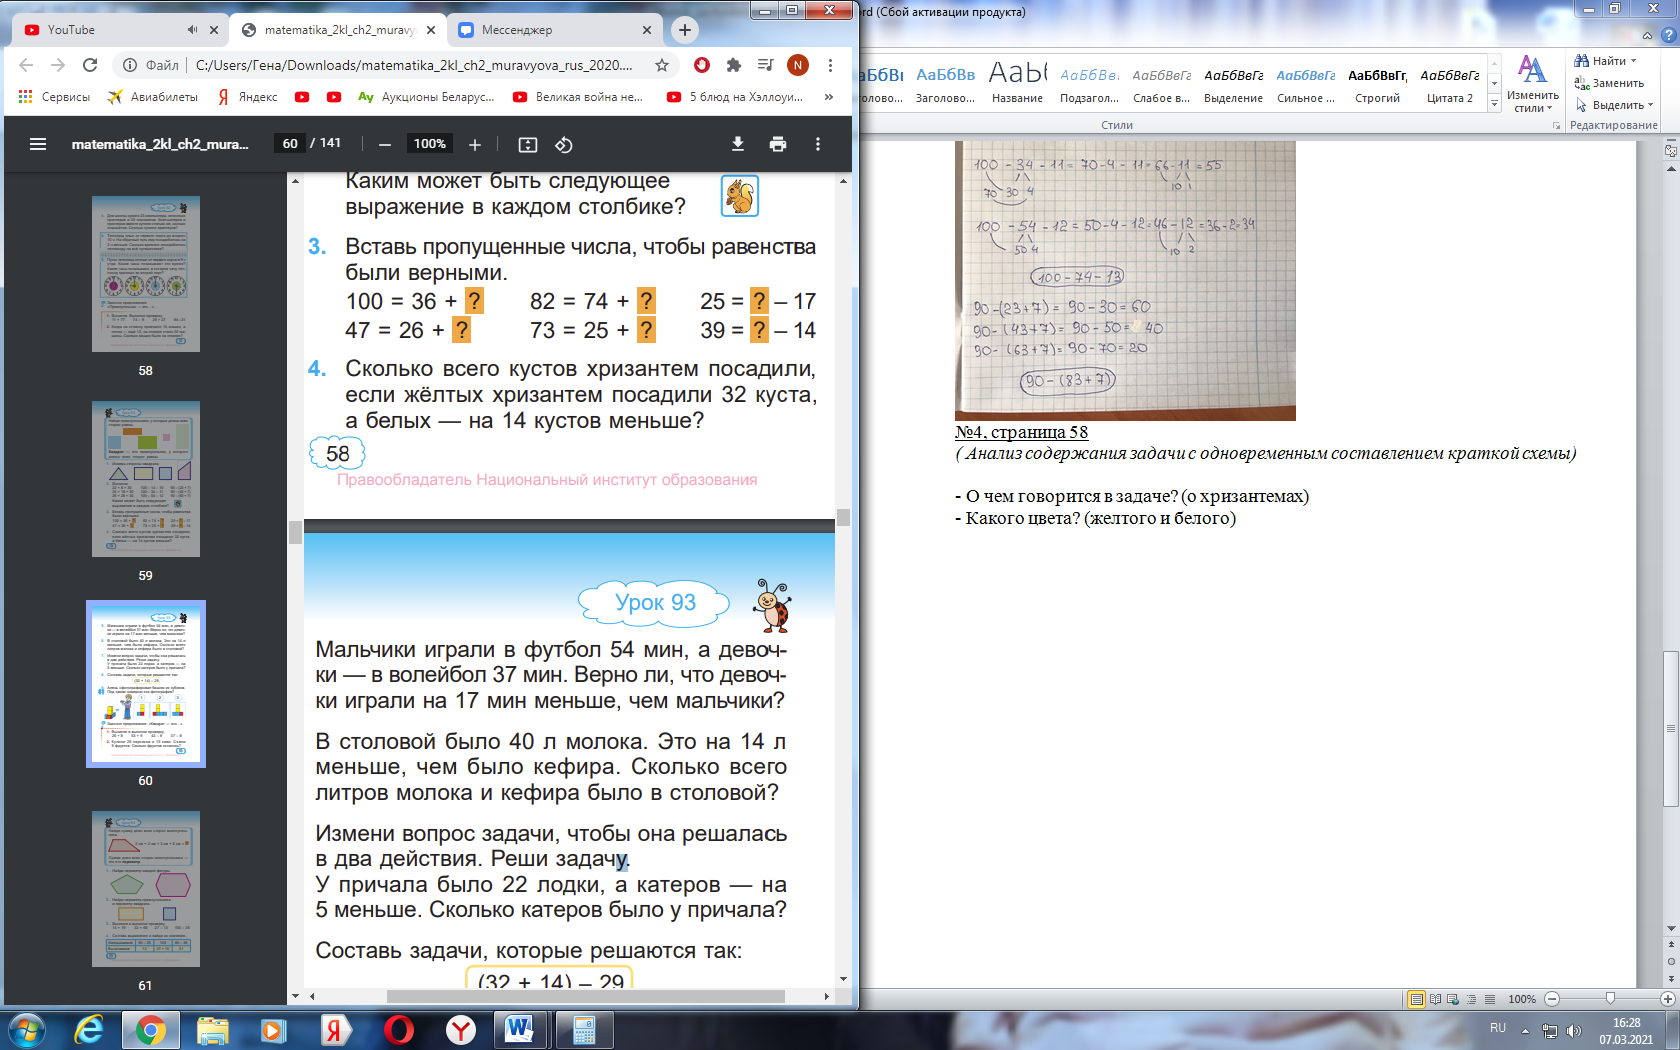 YouTube
matematika_2kl_ch2_muravy
Мессенджер
Файл
C:/Users/Гена/Downloads/matematika_2kl_ch2_muravyova_rus_2020....
N
Сервисы
Авиабилеты
Яндекс
Ay Аукционы Беларус...
Великая война не...
5 блюд на Хэллоуи...
»
matematika_2kl_ch2_mura...
60 / 141
100%
58
59
60
61
Каким может быть следующее
выражение в каждом столбике?
3. Вставь пропущенные числа, чтобы равенства
были верными.
100 = 36 + ? 82 = 74 + ? 25 = ? – 17
47 = 26 + ? 73 = 25 + ? 39 = ? – 14
4. Сколько всего кустов хризантем посадили,
если жёлтых хризантем посадили 32 куста,
а белых — на 14 кустов меньше?
58
Правообладатель Национальный институт образования
Урок 93
Мальчики играли в футбол 54 мин, а девоч-
ки — в волейбол 37 мин. Верно ли, что девоч-
ки играли на 17 мин меньше, чем мальчики?
В столовой было 40 л молока. Это на 14 л
меньше, чем было кефира. Сколько всего
литров молока и кефира было в столовой?
Измени вопрос задачи, чтобы она решалась
в два действия. Реши задачу.
У причала было 22 лодки, а катеров — на
5 меньше. Сколько катеров было у причала?
Составь задачи, которые решаются так:
(32 + 14) – 29
ord (Сбой активации продукта)
АаБбВі АаБбВв АаБб АаБбВві АаБбВвГг АаБбВвГг АаБбВвГг АаБбВвГг, АаБбВвГг
олово... Заголово... Название Подзагол... Слабое в... Выделение Сильное ... Строгий Цитата 2
Изменить
стили
Найти
Заменить
Выделить
Стили
Редактирование
100 - 34 - 11 = 70 - 4 - 11 = 66 - 11 = 55
70 30 4 10 1
100 - 54 - 12 = 50 - 4 - 12 = 46 - 12 = 36 - 2 = 34
50 4 10 2
100 - 74 - 13
90 - (23 + 7) = 90 - 30 = 60
90 - (43 + 7) = 90 - 50 = 40
90 - (63 + 7) = 90 - 70 = 20
90 - (83 + 7)
№4, страница 58
( Анализ содержания задачи с одновременным составлением краткой схемы)
- О чем говорится в задаче? (о хризантемах)
- Какого цвета? (желтого и белого)
100%
RU
16:28
07.03.2021